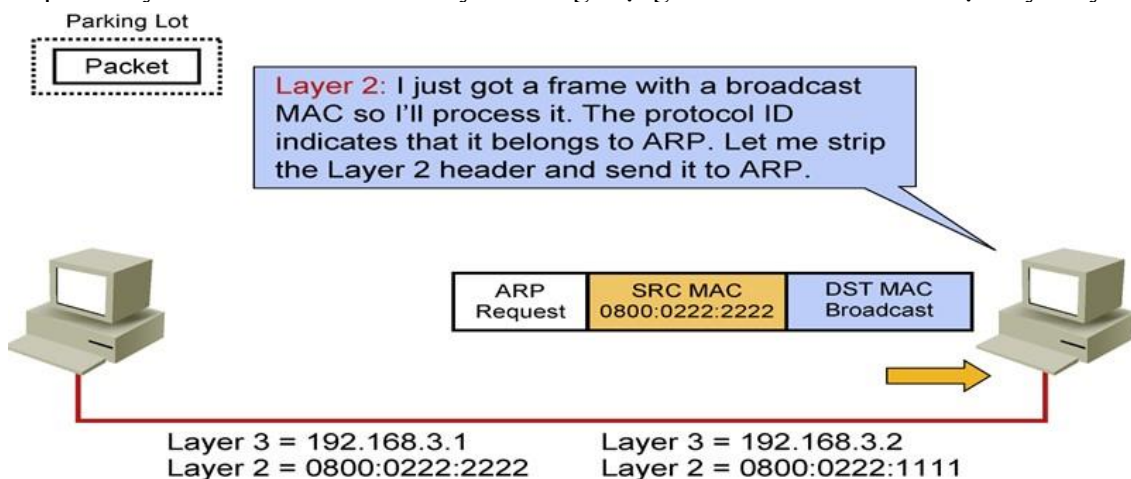 Parking Lot
Packet
Layer 2: I just got a frame with a broadcast
MAC so I'll process it. The protocol ID
indicates that it belongs to ARP. Let me strip
the Layer 2 header and send it to ARP.
ARP
Request
SRC MAC
0800:0222:2222
DST MAC
Broadcast
Layer 3 = 192.168.3.1
Layer 2 = 0800:0222:2222
Layer 3 = 192.168.3.2
Layer 2 = 0800:0222:1111